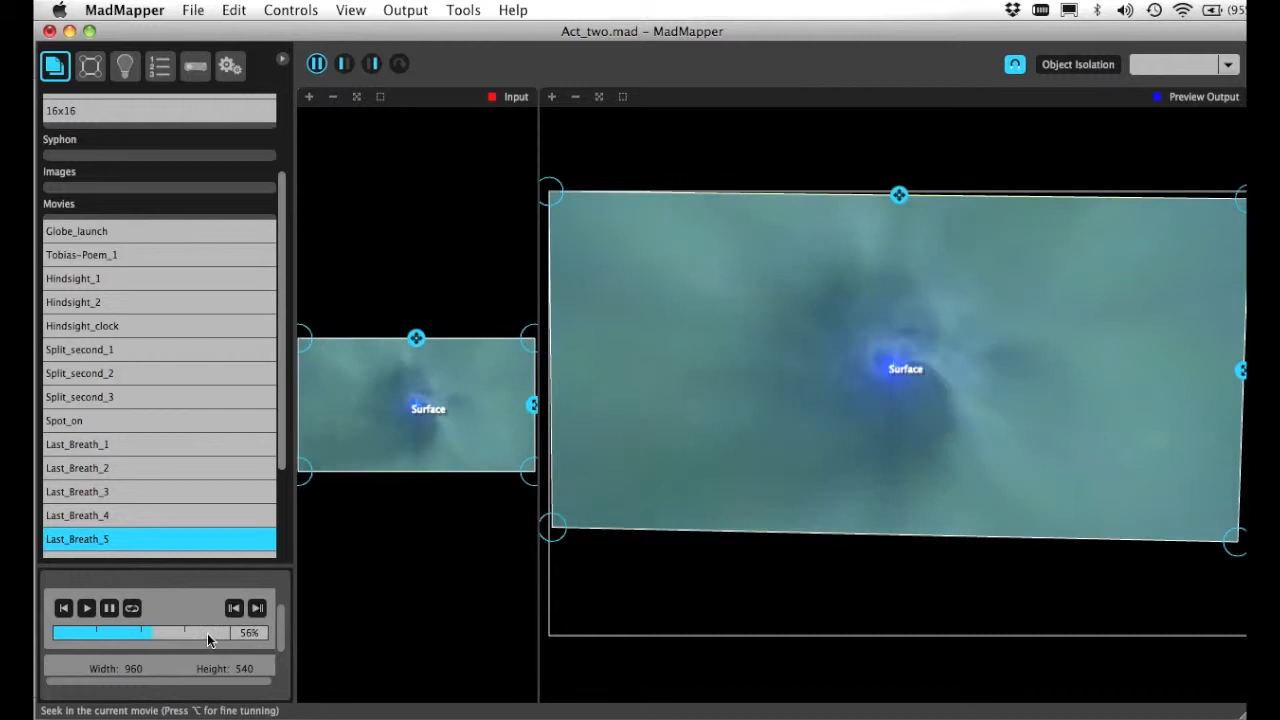 MadMapper File Edit Controls View Output Tools Help
Act_two.mad – MadMapper
Object Isolation
Input
Preview Output
16x16
Syphon
Images
Movies
Globe_launch
Tobias-Poem_1
Hindsight_1
Hindsight_2
Hindsight_clock
Split_second_1
Split_second_2
Split_second_3
Spot_on
Last_Breath_1
Last_Breath_2
Last_Breath_3
Last_Breath_4
Last_Breath_5
Surface
Surface
56%
Width: 960 Height: 540
Seek in the current movie (Press ⌥ for fine tunning)